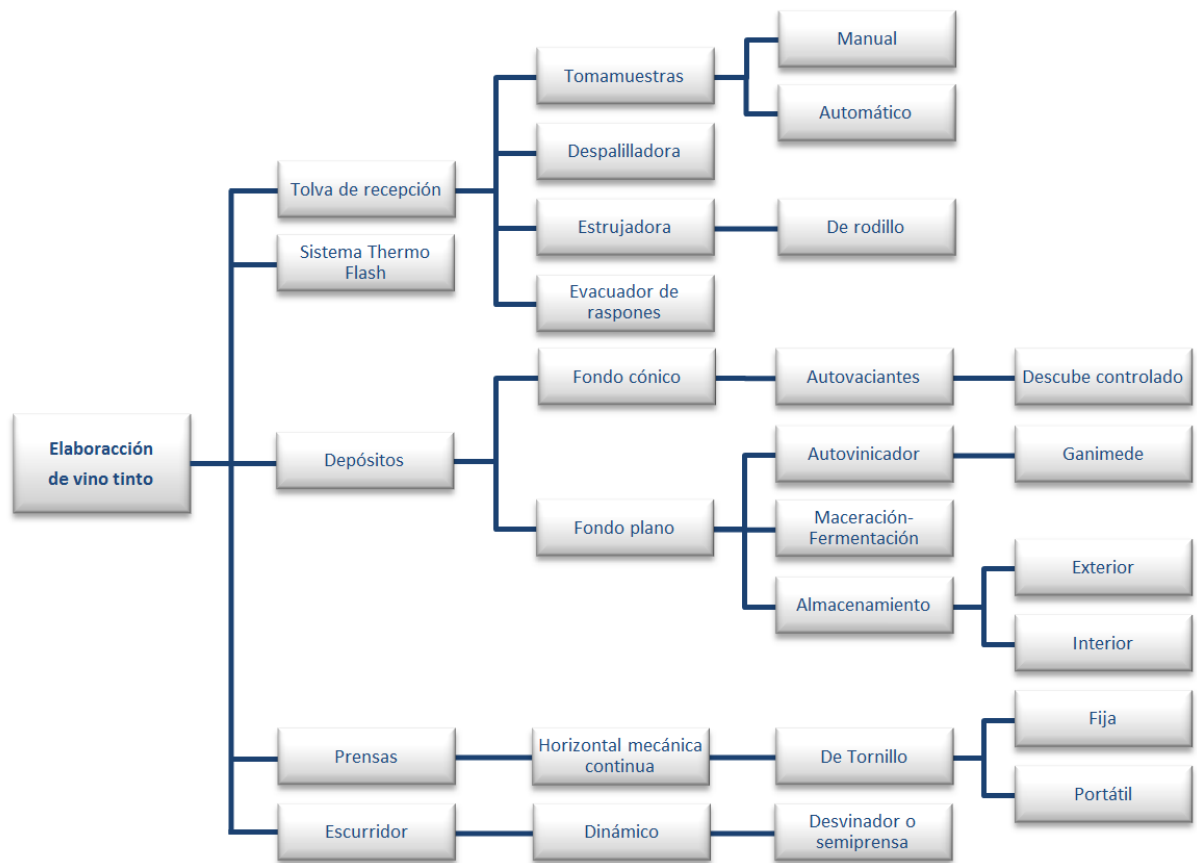 Manual
Tomamuestras
Automático
Despalilladora
Tolva de recepción
Estrujadora
De rodillo
Sistema Thermo
Flash
Evacuador de
raspones
Fondo cónico
Autovaciantes
Descube controlado
Elaboracción
de vino tinto
Depósitos
Autovinicador
Ganimede
Fondo plano
Maceración-
Fermentación
Exterior
Almacenamiento
Interior
Fija
Prensas
Horizontal mecánica
continua
De Tornillo
Portátil
Escurridor
Dinámico
Desvinador o
semiprensa